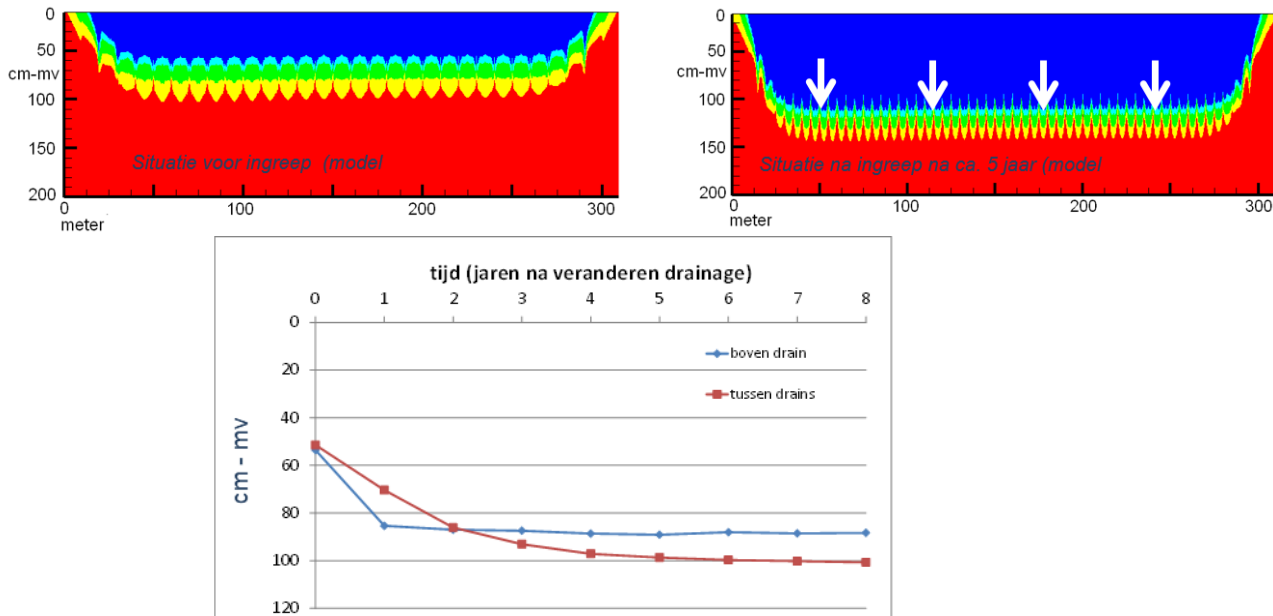 0
50
cm-mv
100
150
200
Situatie voor ingreep (model
0 100 200 300
meter
0
50
cm-mv
100
150
200
Situatie na ingreep na ca. 5 jaar (model
0 100 200 300
meter
tijd (jaren na veranderen drainage)
0 1 2 3 4 5 6 7 8
0
20
40
60
80
100
120
cm - mv
boven drain
tussen drains